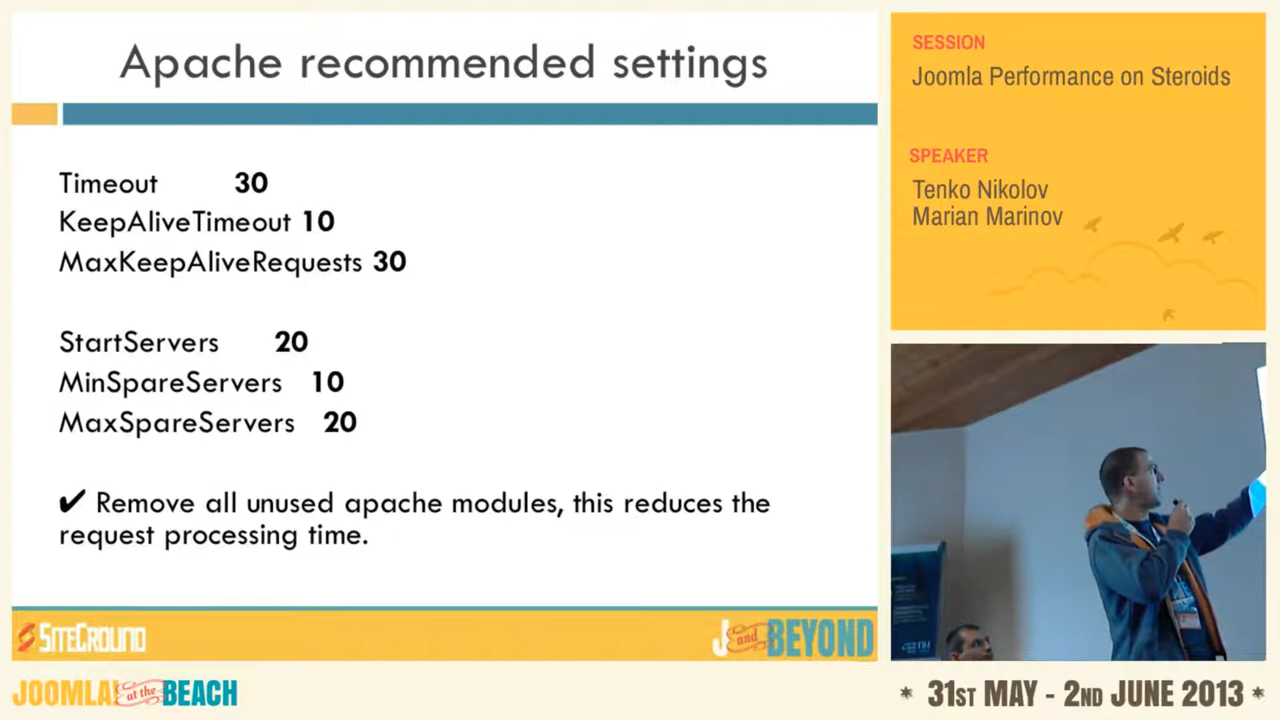 Apache recommended settings
Timeout 30
KeepAliveTimeout 10
MaxKeepAliveRequests 30
StartServers 20
MinSpareServers 10
MaxSpareServers 20
✔ Remove all unused apache modules, this reduces the
request processing time.
SITEGROUND
J and BEYOND
JOOMLA! at the BEACH
SESSION
Joomla Performance on Steroids
SPEAKER
Tenko Nikolov
Marian Marinov
* 31ST MAY - 2ND JUNE 2013 *